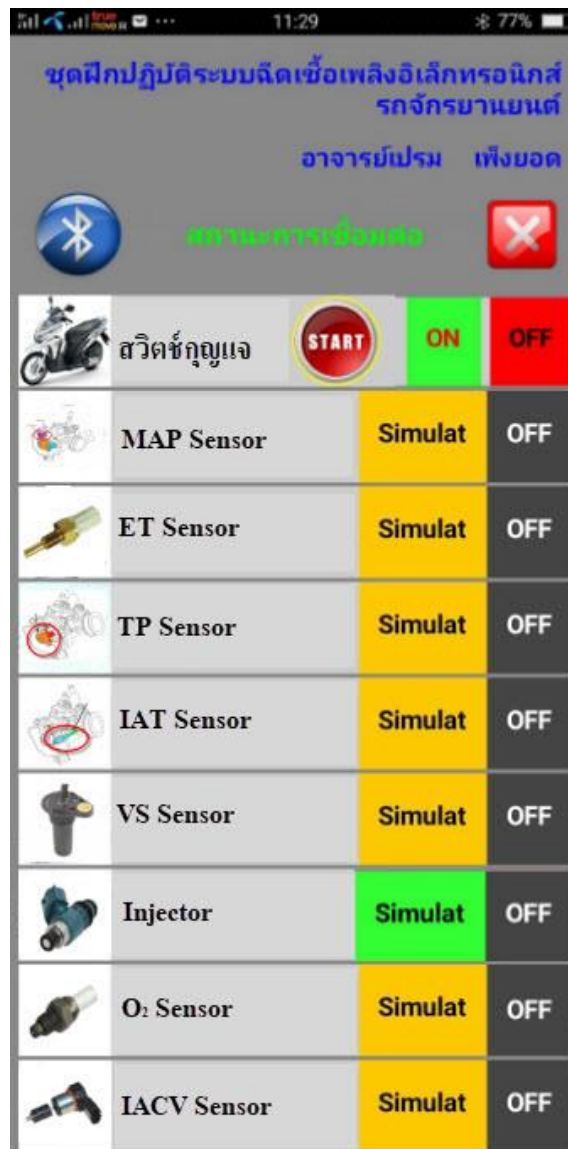 true
move H
11:29
77%
ชุดฝึกปฏิบัติระบบฉีดเชื้อเพลิงอิเล็กทรอนิกส์
รถจักรยานยนต์
อาจารย์เปรม เพ็งยอด
สถานะการเชื่อมต่อ
สวิตช์กุญแจ START ON OFF
MAP Sensor Simulat OFF
ET Sensor Simulat OFF
TP Sensor Simulat OFF
IAT Sensor Simulat OFF
VS Sensor Simulat OFF
Injector Simulat OFF
O₂ Sensor Simulat OFF
IACV Sensor Simulat OFF